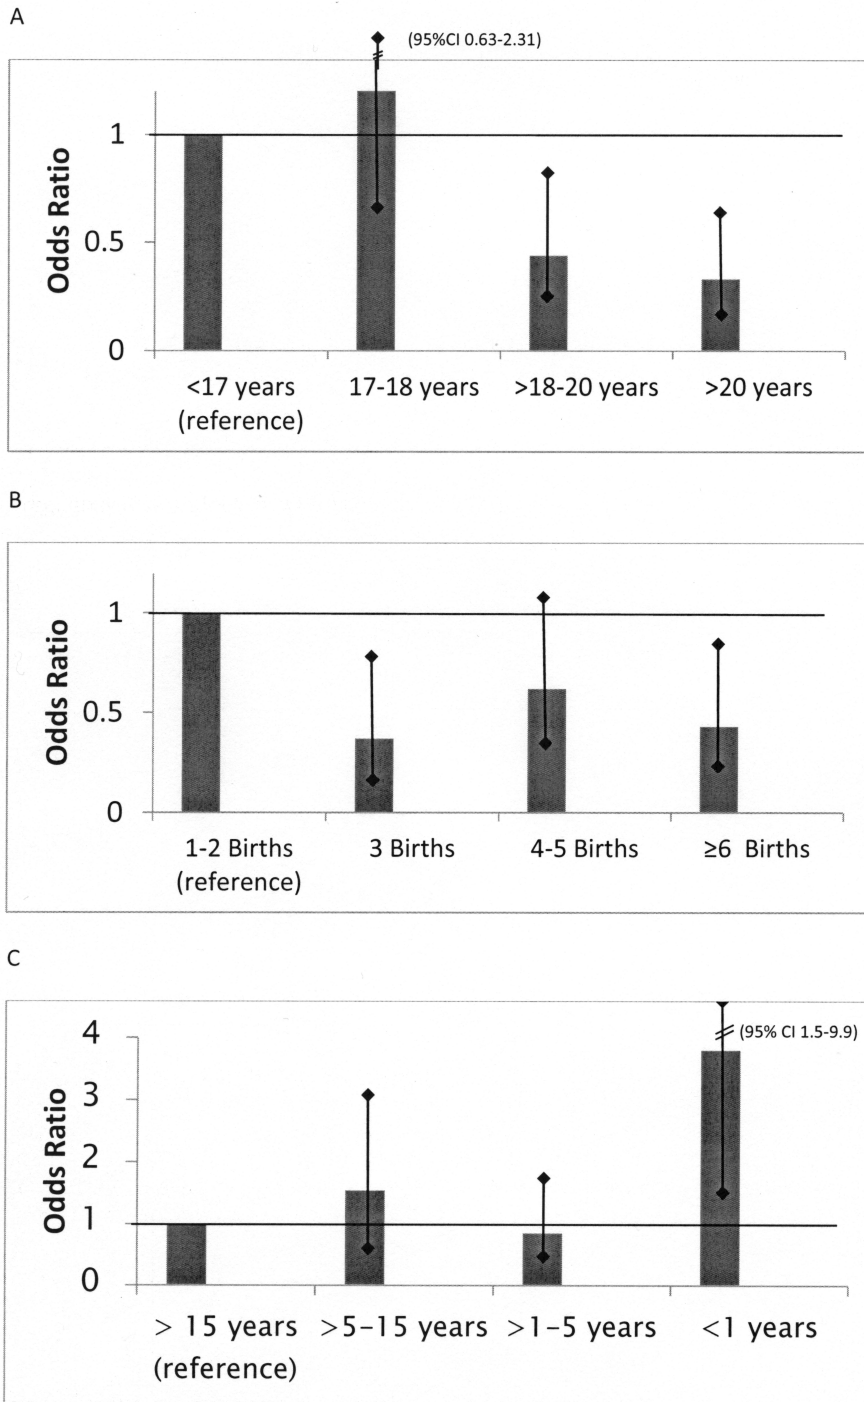 A
(95%CI 0.63-2.31)
Odds Ratio
1
0.5
0
<17 years
(reference)
17-18 years
>18-20 years
>20 years
B
Odds Ratio
1
0.5
0
1-2 Births
(reference)
3 Births
4-5 Births
≥6 Births
C
Odds Ratio
4
3
2
1
0
(95% CI 1.5-9.9)
> 15 years
(reference)
>5-15 years
>1-5 years
<1 years